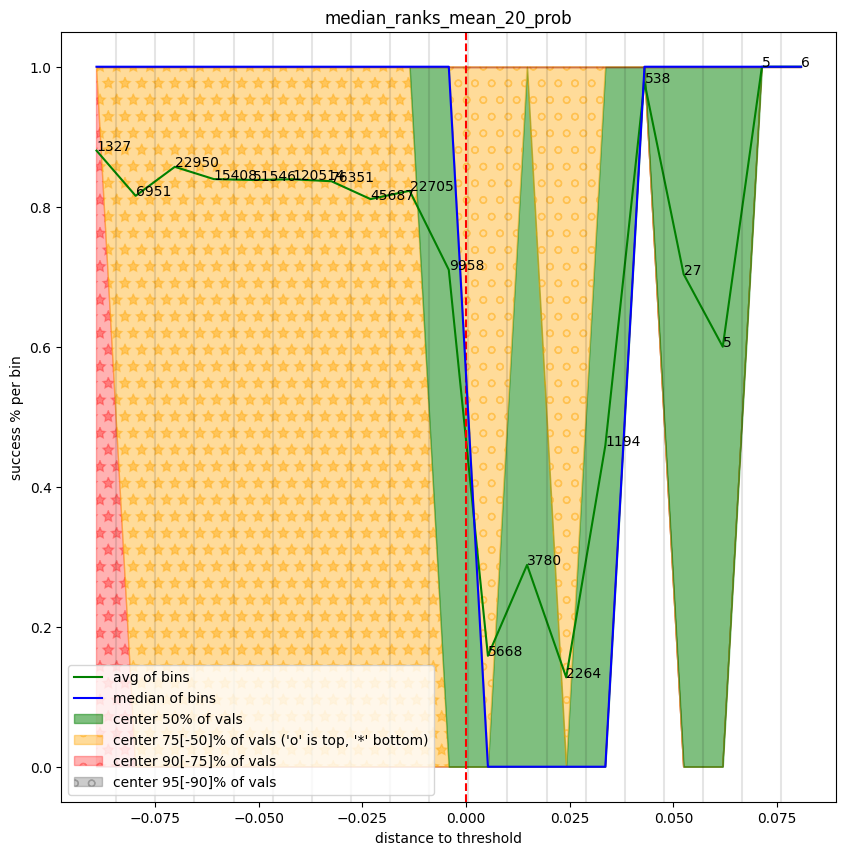 median_ranks_mean_20_prob
1.0
0.8
0.6
0.4
0.2
0.0
success % per bin
1327
6951
22950
15408
51546
120514
76351
45687
22705
9958
5668
3780
2264
1194
538
27
5
5
6
avg of bins
median of bins
center 50% of vals
center 75[-50]% of vals ('o' is top, '*' bottom)
center 90[-75]% of vals
center 95[-90]% of vals
−0.075 −0.050 −0.025 0.000 0.025 0.050 0.075
distance to threshold